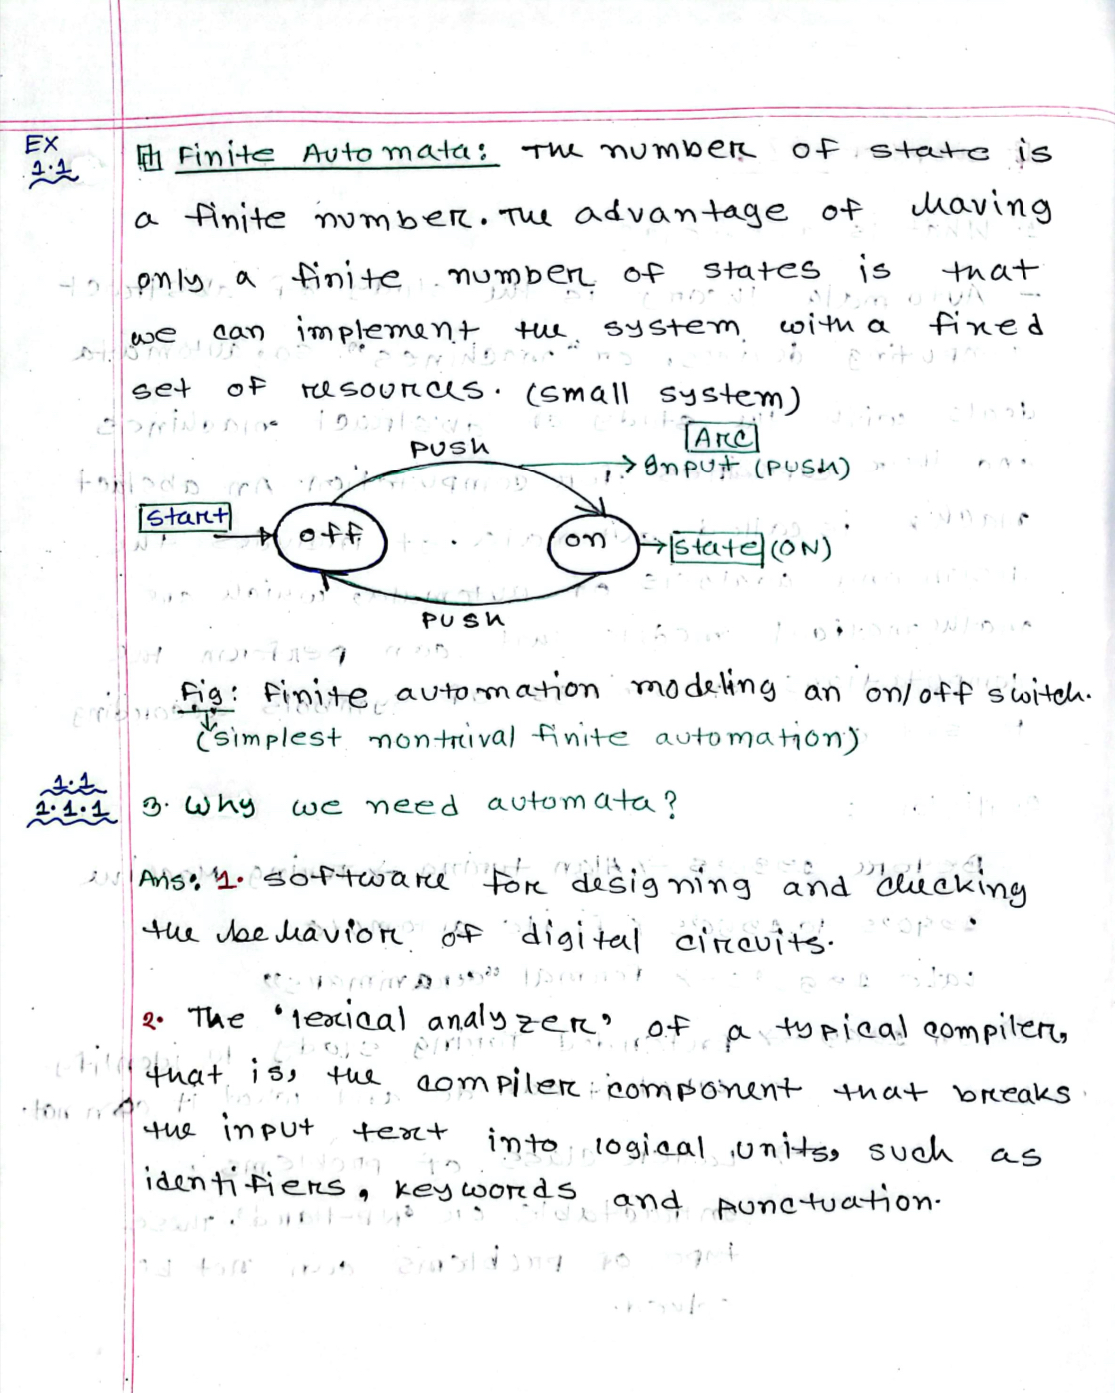 EX
1.1
Finite Automata: The number of state is
a finite number. The advantage of having
only a finite number of states is that
we can implement the system with a fixed
set of resources. (small system)
PUSH
Arc
Input (PUSH)
Start
off
on
State (ON)
PUSH
Fig: Finite automation modeling an on/off switch.
(simplest nontrival finite automation)
1.1
1.1.1
3. Why we need automata?
Ans: 1. Software for designing and checking
the behavior of digital circuits.
2. The 'lexical analyzer' of a typical compiler,
that is, the compiler component that breaks
the input text into logical units, such as
identifiers, keywords and punctuation.